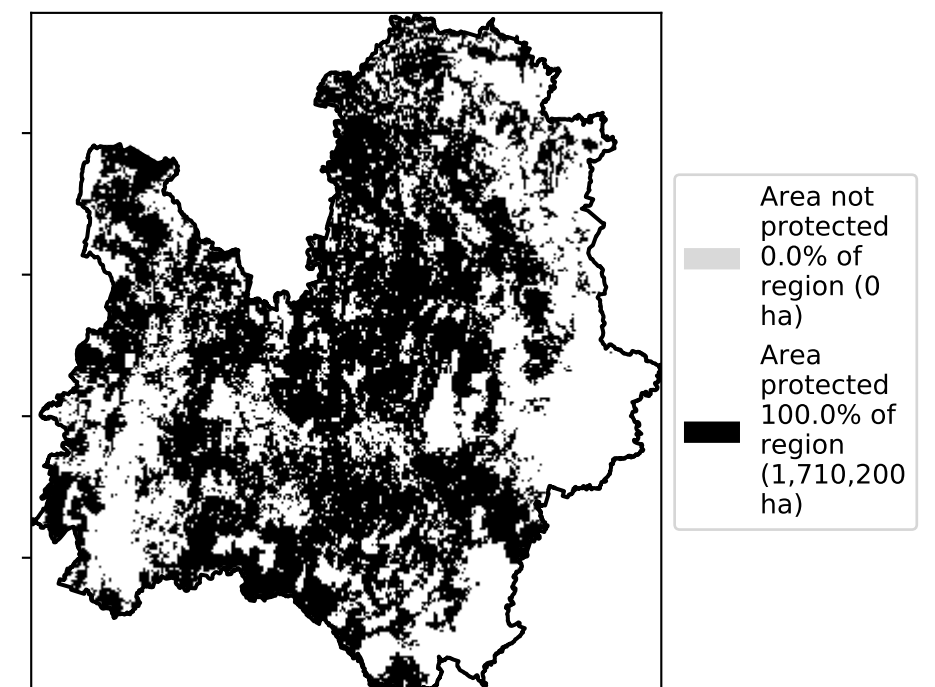 Area not
protected
0.0% of
region (0
ha)
Area
protected
100.0% of
region
(1,710,200
ha)